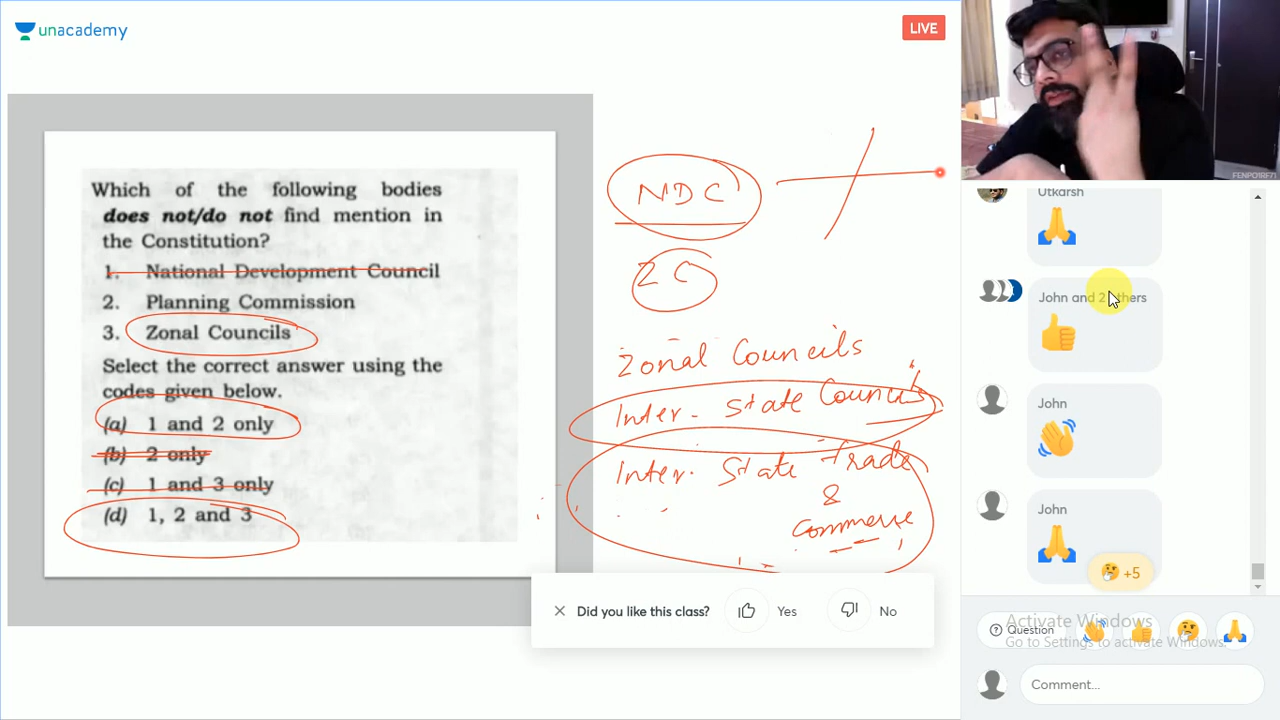 unacademy
LIVE
Which of the following bodies
does not/do not find mention in
the Constitution?
1. National Development Council
2. Planning Commission
3. Zonal Councils
Select the correct answer using the
codes given below.
(a) 1 and 2 only
(b) 2 only
(c) 1 and 3 only
(d) 1, 2 and 3
NDC
ZC
Zonal Councils
Inter- State Councils
Inter- State Trade
&
Commerce
Did you like this class?
Yes
No
FENPO1RF71
Utkarsh
John and 2 others
John
John
+5
Activate Windows
Go to Settings to activate Windows.
Question
Comment...